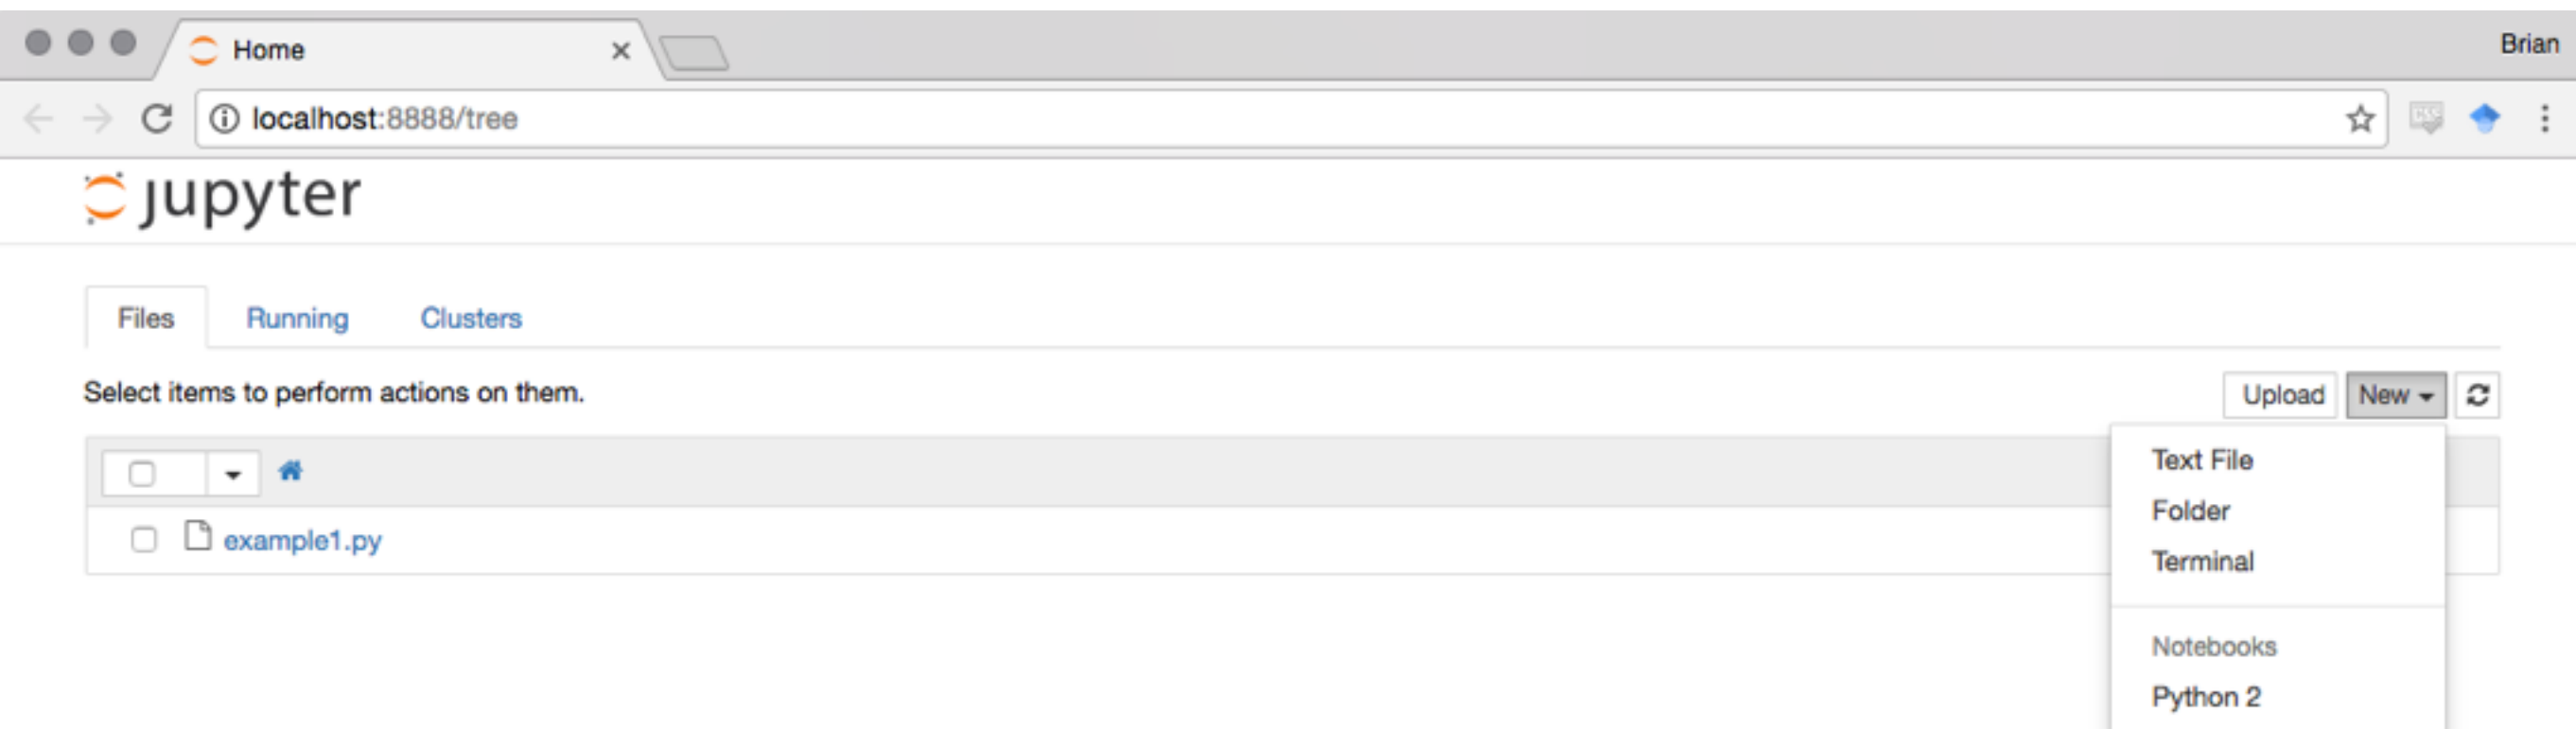 Home
Brian
localhost:8888/tree
jupyter
Files Running Clusters
Select items to perform actions on them.
Upload New
Text File
Folder
example1.py
Terminal
Notebooks
Python 2